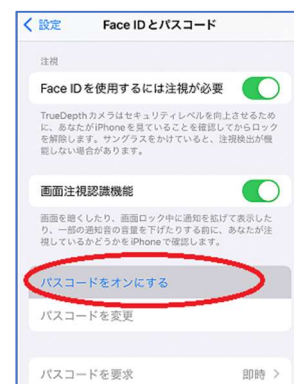 設定 Face IDとパスコード
注視
Face IDを使用するには注視が必要
TrueDepthカメラはセキュリティレベルを向上させるため
に、あなたがiPhoneを見ていることを確認してからロック
を解除します。サングラスをかけていると、注視検出が機
能しない場合があります。
画面注視認識機能
画面を暗くしたり、画面ロック中に通知を拡げて表示した
り、一部の通知音の音量を下げたりする前に、あなたが注
視しているかどうかをiPhoneで確認します。
パスコードをオンにする
パスコードを変更
パスコードを要求 即時